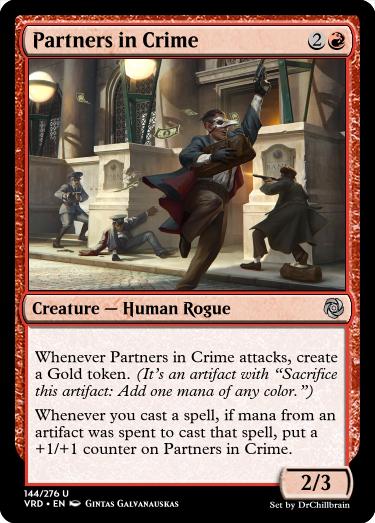 Partners in Crime 2
BANK
Creature — Human Rogue
Whenever Partners in Crime attacks, create
a Gold token. (It's an artifact with “Sacrifice
this artifact: Add one mana of any color.”)
Whenever you cast a spell, if mana from an
artifact was spent to cast that spell, put a
+1/+1 counter on Partners in Crime.
2/3
144/276 U
VRD • EN Gintas Galvanauskas Set by DrChillbrain